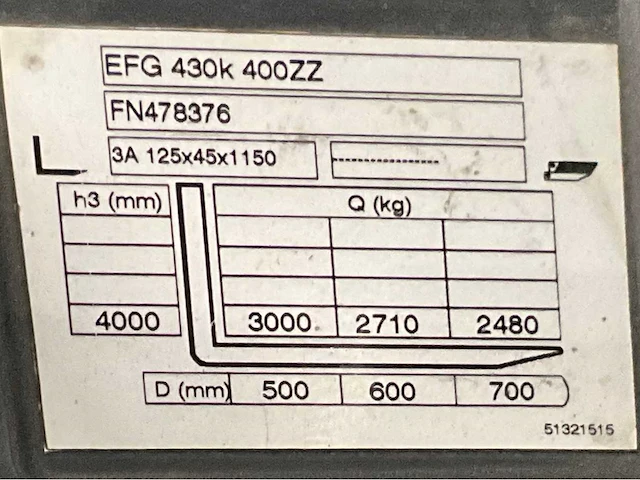 EFG 430k 400ZZ
FN478376
3A 125x45x1150 --------------------
h3 (mm) Q (kg)
4000 3000 2710 2480
D (mm) 500 600 700
51321515